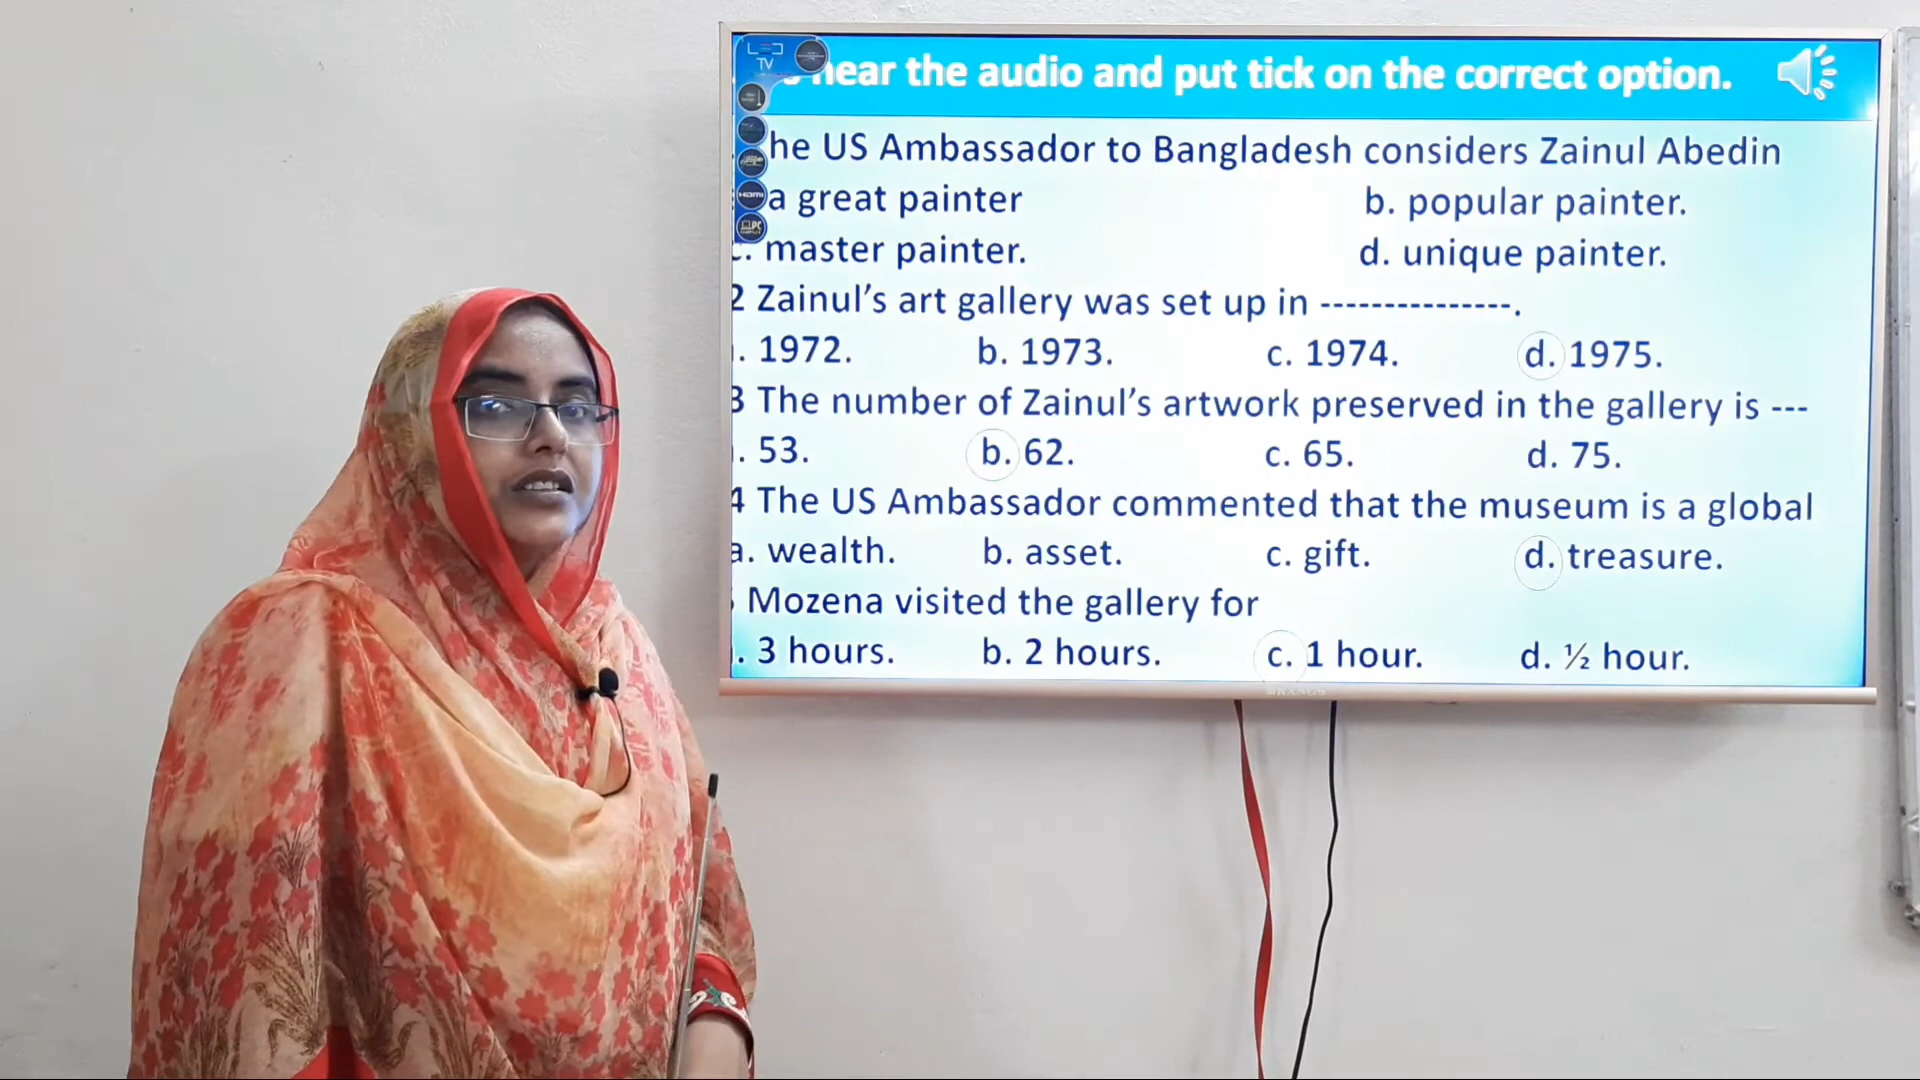 LED
TV
hear the audio and put tick on the correct option.
he US Ambassador to Bangladesh considers Zainul Abedin
a great painter b. popular painter.
c. master painter. d. unique painter.
2 Zainul’s art gallery was set up in ---------------.
. 1972. b. 1973. c. 1974. d. 1975.
3 The number of Zainul’s artwork preserved in the gallery is ---
. 53. b. 62. c. 65. d. 75.
4 The US Ambassador commented that the museum is a global
a. wealth. b. asset. c. gift. d. treasure.
Mozena visited the gallery for
. 3 hours. b. 2 hours. c. 1 hour. d. ½ hour.